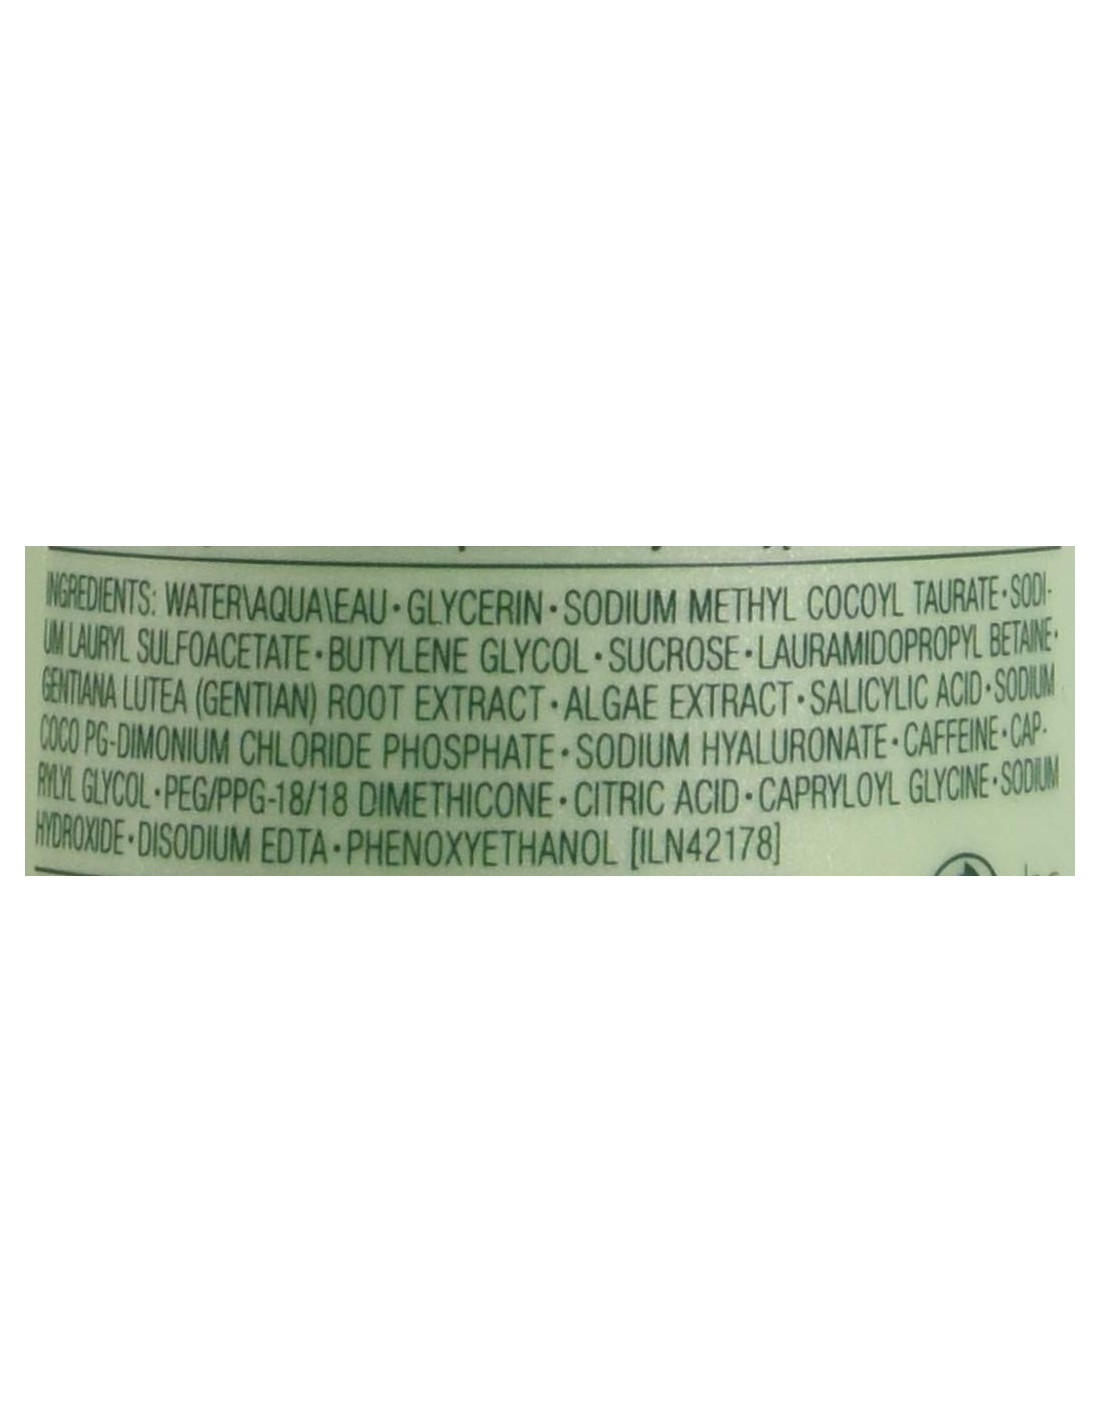 INGREDIENTS: WATER\AQUA\EAU • GLYCERIN • SODIUM METHYL COCOYL TAURATE • SODI-
UM LAURYL SULFOACETATE • BUTYLENE GLYCOL • SUCROSE • LAURAMIDOPROPYL BETAINE •
GENTIANA LUTEA (GENTIAN) ROOT EXTRACT • ALGAE EXTRACT • SALICYLIC ACID • SODIUM
COCO PG-DIMONIUM CHLORIDE PHOSPHATE • SODIUM HYALURONATE • CAFFEINE • CAP-
RYLYL GLYCOL • PEG/PPG-18/18 DIMETHICONE • CITRIC ACID • CAPRYLOYL GLYCINE • SODIUM
HYDROXIDE • DISODIUM EDTA • PHENOXYETHANOL [ILN42178]